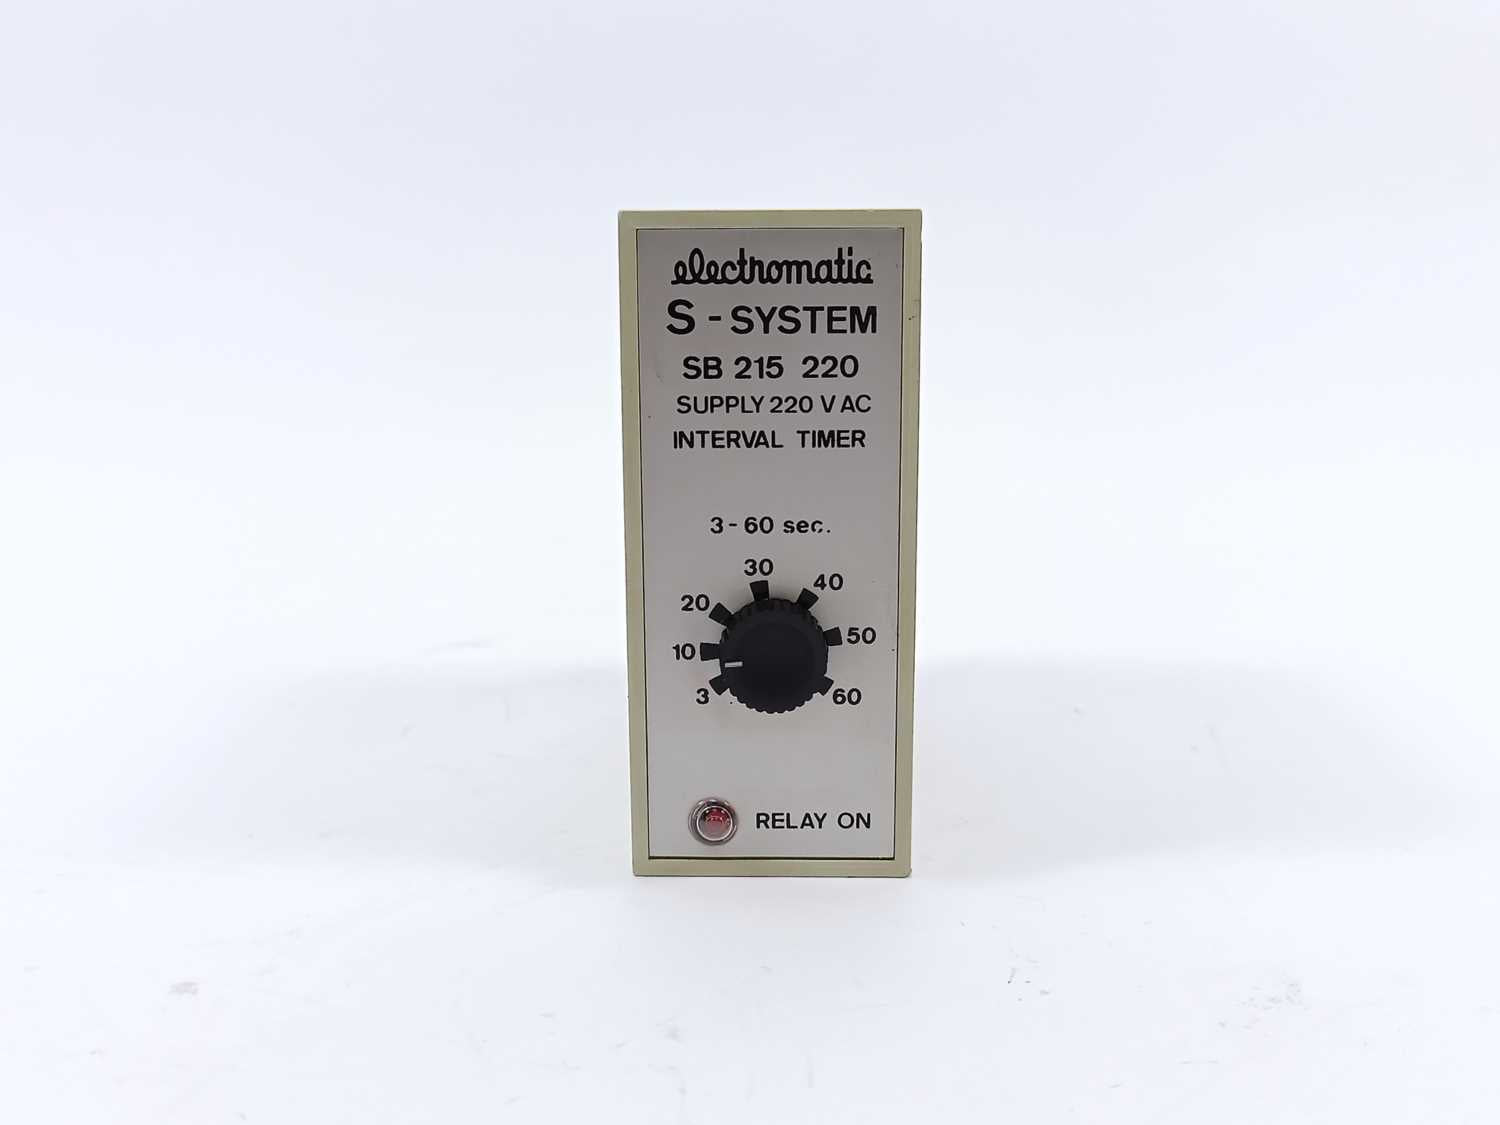 electromatic
S - SYSTEM
SB 215 220
SUPPLY 220 V AC
INTERVAL TIMER
3 - 60 sec.
30
20 40
10 50
3 60
RELAY ON